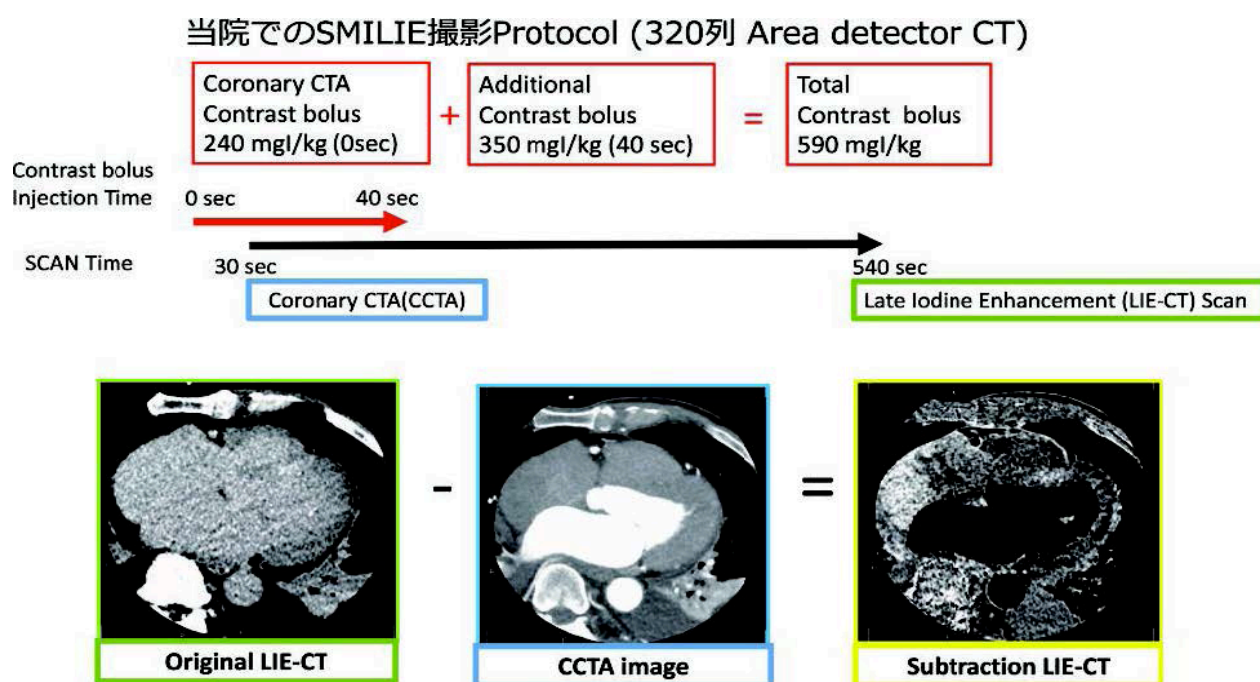 当院でのSMILIE撮影Protocol (320列 Area detector CT)
Coronary CTA
Contrast bolus
240 mgI/kg (0sec)
+
Additional
Contrast bolus
350 mgI/kg (40 sec)
=
Total
Contrast bolus
590 mgI/kg
Contrast bolus
Injection Time
0 sec
40 sec
SCAN Time
30 sec
540 sec
Coronary CTA(CCTA)
Late Iodine Enhancement (LIE-CT) Scan
-
=
Original LIE-CT
CCTA image
Subtraction LIE-CT